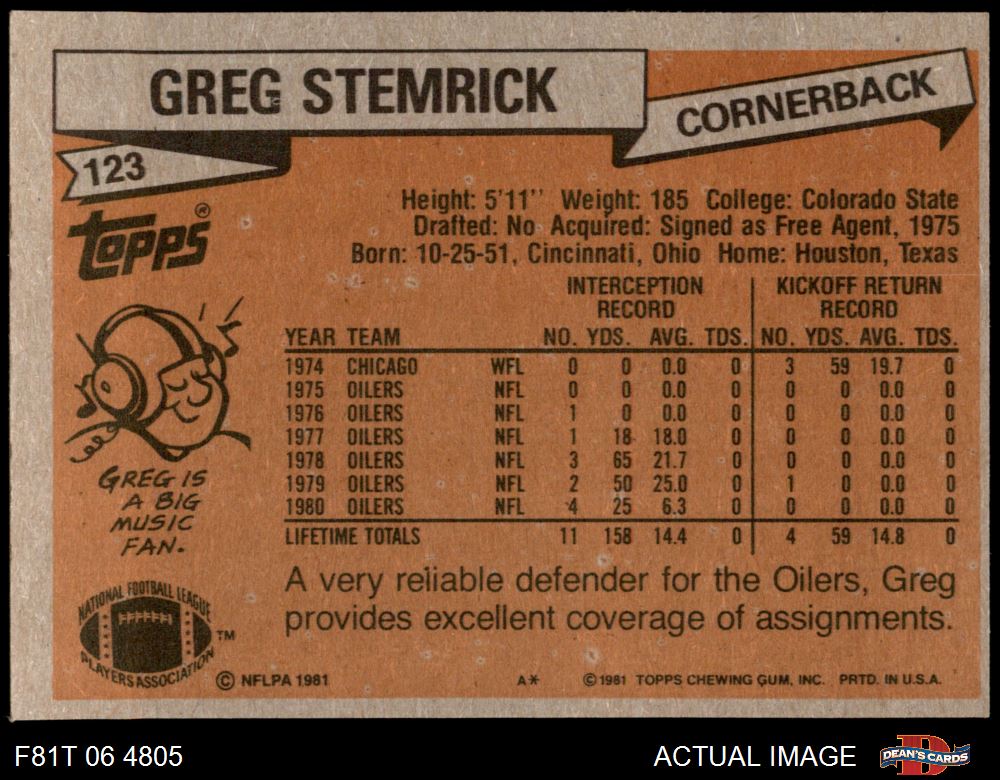 GREG STEMRICK
CORNERBACK
123
TOPPS®
Height: 5'11'' Weight: 185 College: Colorado State
Drafted: No Acquired: Signed as Free Agent, 1975
Born: 10-25-51, Cincinnati, Ohio Home: Houston, Texas
INTERCEPTION RECORD KICKOFF RETURN RECORD
YEAR TEAM NO. YDS. AVG. TDS. NO. YDS. AVG. TDS.
1974 CHICAGO WFL 0 0 0.0 0 3 59 19.7 0
1975 OILERS NFL 0 0 0.0 0 0 0 0.0 0
1976 OILERS NFL 1 0 0.0 0 0 0 0.0 0
1977 OILERS NFL 1 18 18.0 0 0 0 0.0 0
1978 OILERS NFL 3 65 21.7 0 0 0 0.0 0
1979 OILERS NFL 2 50 25.0 0 1 0 0.0 0
1980 OILERS NFL 4 25 6.3 0 0 0 0.0 0
LIFETIME TOTALS 11 158 14.4 0 4 59 14.8 0
GREG IS
A BIG
MUSIC
FAN.
A very reliable defender for the Oilers, Greg
provides excellent coverage of assignments.
NATIONAL FOOTBALL LEAGUE
PLAYERS ASSOCIATION
TM
© NFLPA 1981 A* © 1981 TOPPS CHEWING GUM, INC. PRTD. IN U.S.A.
F81T 06 4805 ACTUAL IMAGE DEAN'S CARDS